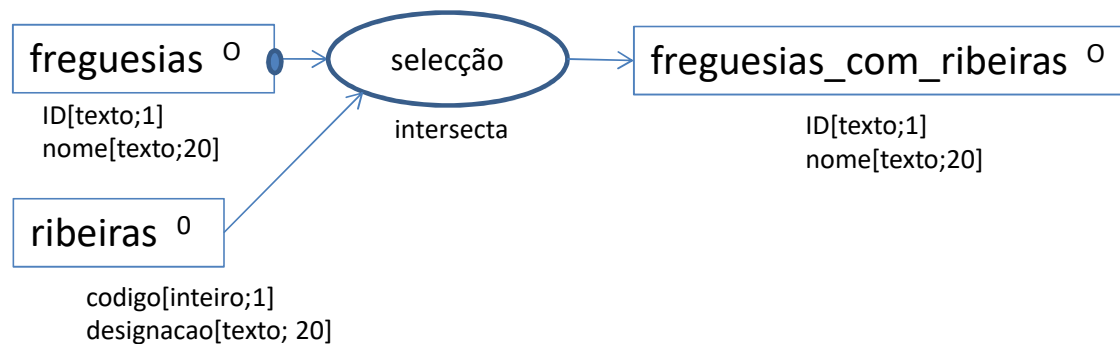 freguesias O
selecção
freguesias_com_ribeiras O
ID[texto;1]
nome[texto;20]
intersecta
ID[texto;1]
nome[texto;20]
ribeiras 0
codigo[inteiro;1]
designacao[texto; 20]